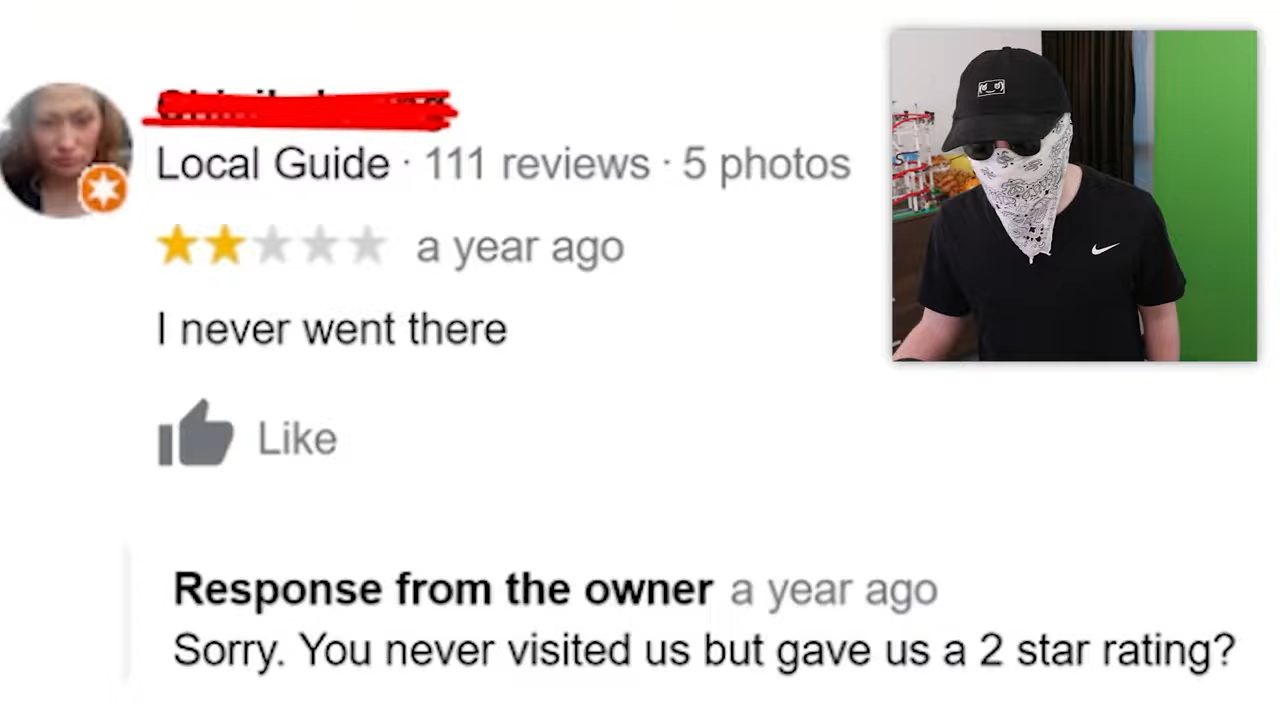 Local Guide · 111 reviews · 5 photos
a year ago
I never went there
Like
Response from the owner a year ago
Sorry. You never visited us but gave us a 2 star rating?